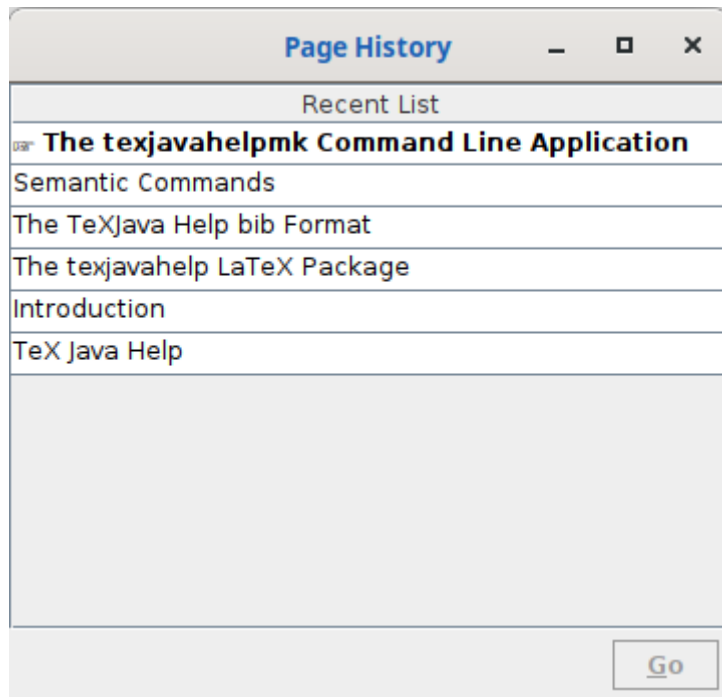 Page History
Recent List
☞ The texjavahelpmk Command Line Application
Semantic Commands
The TeXJava Help bib Format
The texjavahelp LaTeX Package
Introduction
TeX Java Help
Go